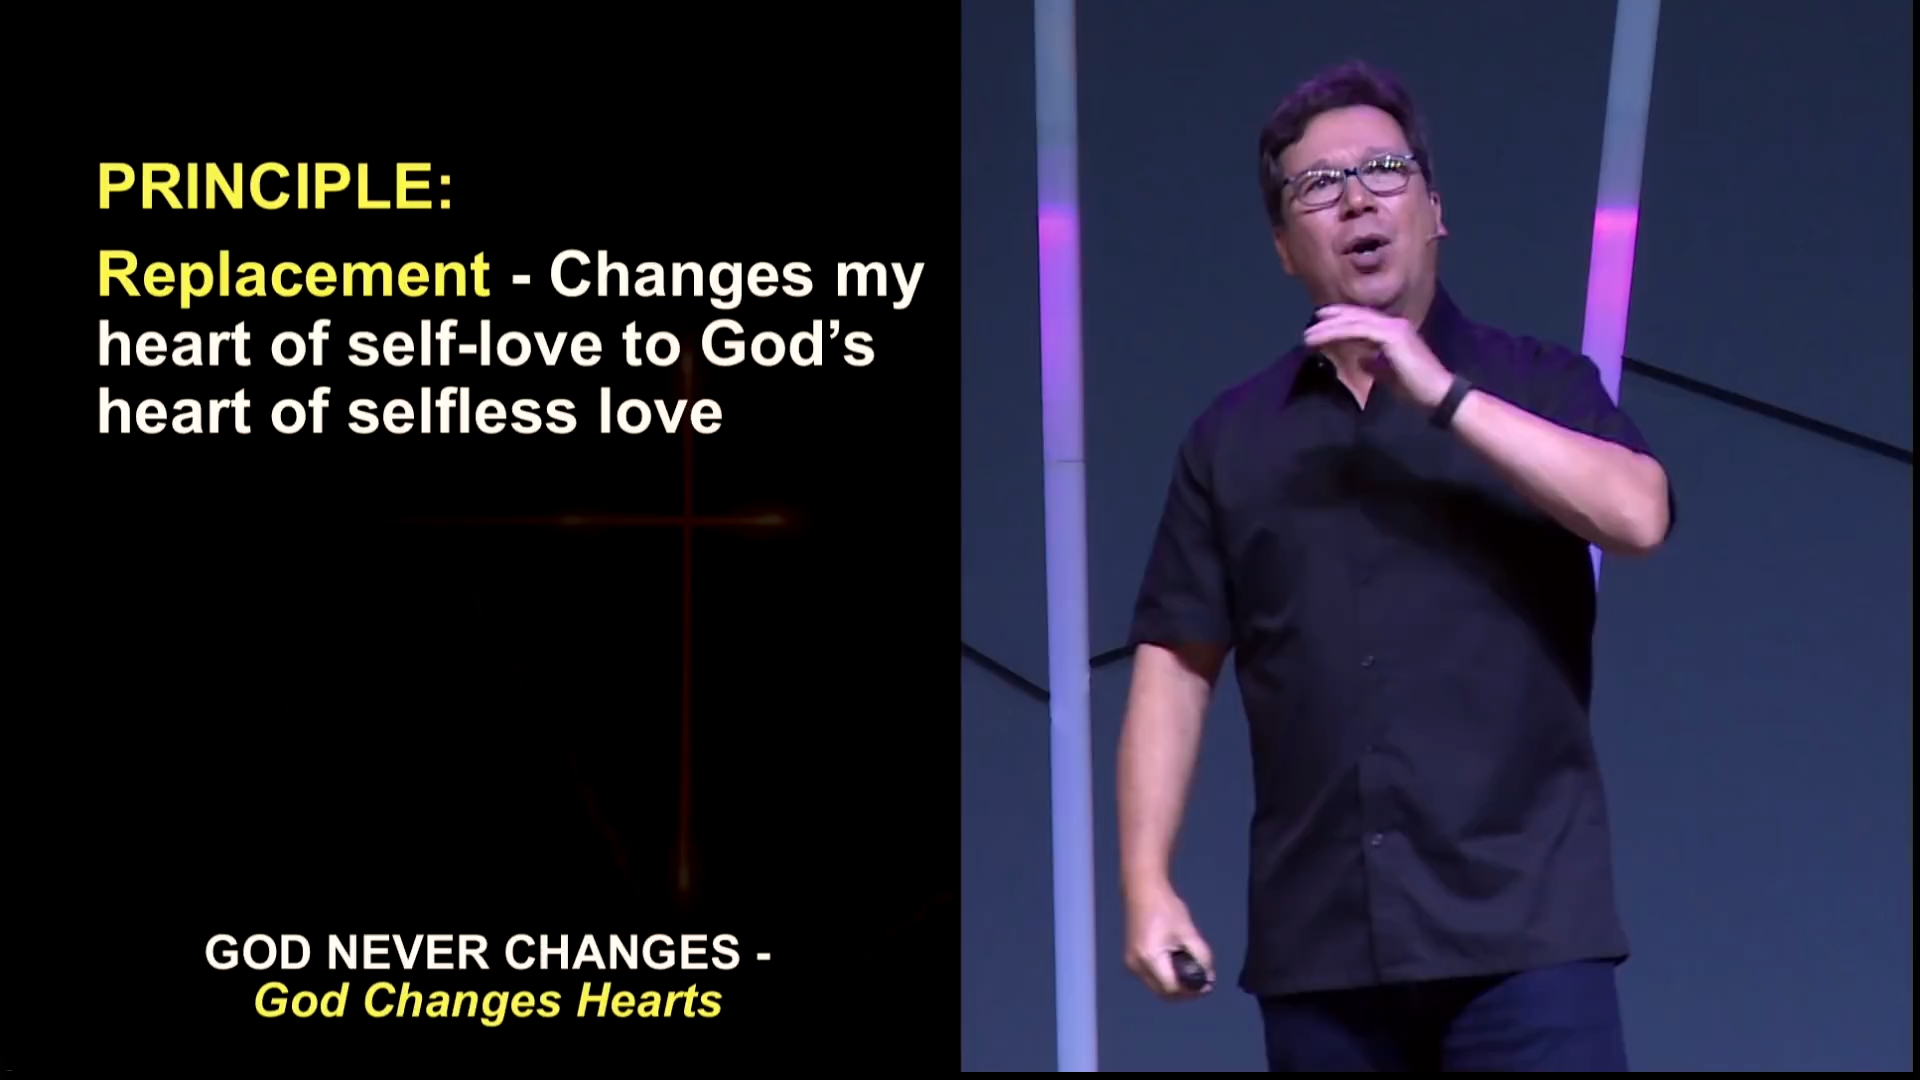 PRINCIPLE:
Replacement - Changes my
heart of self-love to God’s
heart of selfless love
GOD NEVER CHANGES -
God Changes Hearts